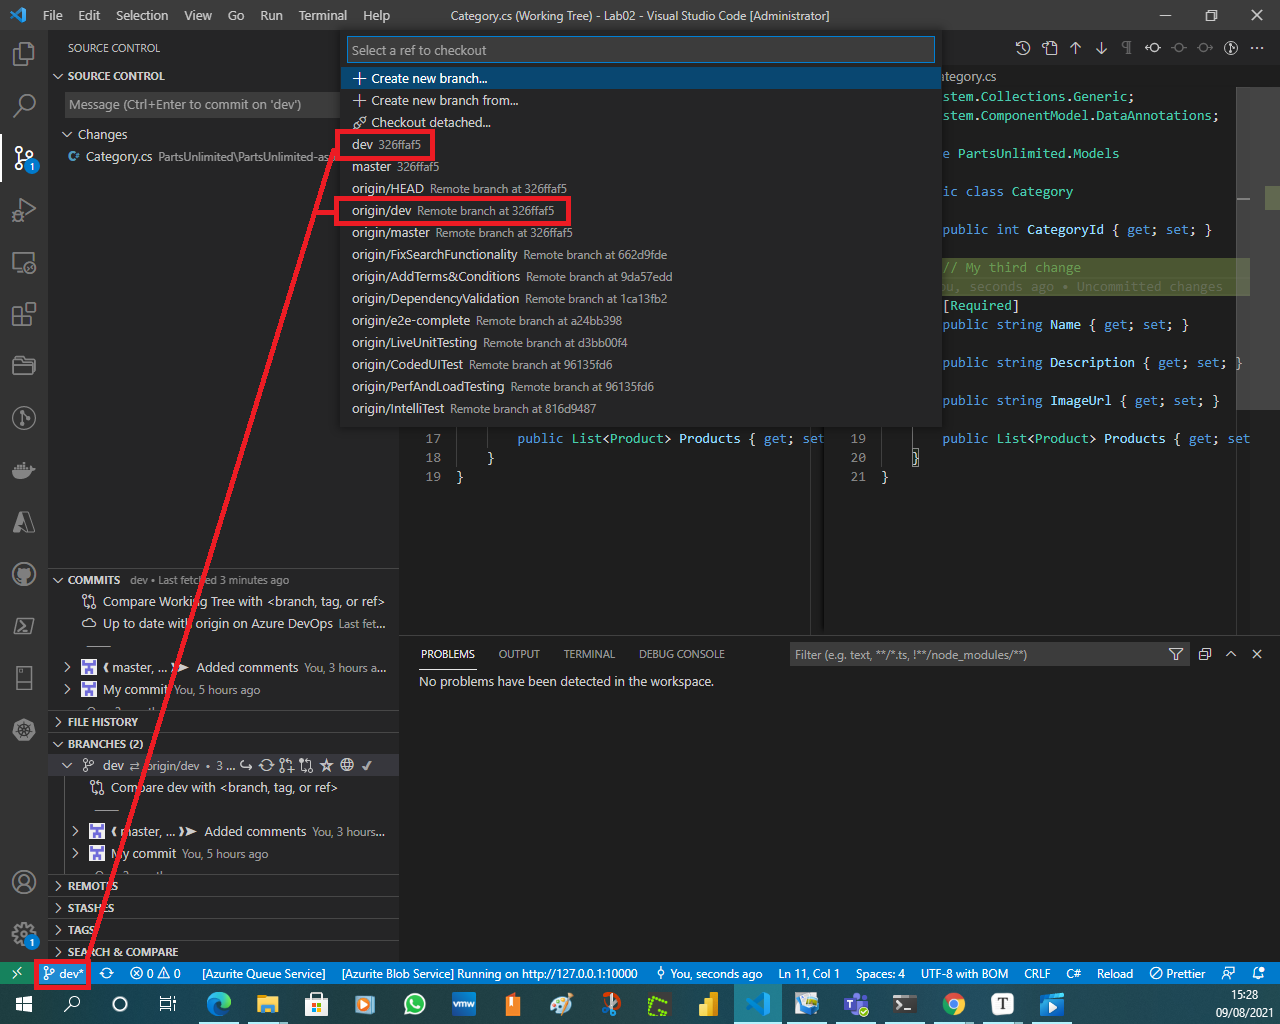 File Edit Selection View Go Run Terminal Help Category.cs (Working Tree) - Lab02 - Visual Studio Code [Administrator]
SOURCE CONTROL
SOURCE CONTROL
Message (Ctrl+Enter to commit on 'dev')
Changes
Category.cs PartsUnlimited\PartsUnlimited-as
1
Select a ref to checkout
Create new branch...
Create new branch from...
Checkout detached...
dev 326ffaf5
master 326ffaf5
origin/HEAD Remote branch at 326ffaf5
origin/dev Remote branch at 326ffaf5
origin/master Remote branch at 326ffaf5
origin/FixSearchFunctionality Remote branch at 662d9fde
origin/AddTerms&Conditions Remote branch at 9da57edd
origin/DependencyValidation Remote branch at 1ca13fb2
origin/e2e-complete Remote branch at a24bb398
origin/LiveUnitTesting Remote branch at d3bb00f4
origin/CodedUITest Remote branch at 96135fd6
origin/PerfAndLoadTesting Remote branch at 96135fd6
origin/IntelliTest Remote branch at 816d9487
ategory.cs
stem.Collections.Generic;
stem.ComponentModel.DataAnnotations;
e PartsUnlimited.Models
ic class Category
public int CategoryId { get; set; }
// My third change
u, seconds ago • Uncommitted changes
[Required]
public string Name { get; set; }
public string Description { get; set; }
public string ImageUrl { get; set; }
17 public List<Product> Products { get; set
18 }
19 }
19 public List<Product> Products { get; set
20 }
21 }
COMMITS dev • Last fetched 3 minutes ago
Compare Working Tree with <branch, tag, or ref>
Up to date with origin on Azure DevOps Last fet...
master, ... Added comments You, 3 hours a...
My commit You, 5 hours ago
FILE HISTORY
BRANCHES (2)
dev origin/dev • 3 ...
Compare dev with <branch, tag, or ref>
master, ... Added comments You, 3 hours...
My commit You, 5 hours ago
REMOTES
STASHES
TAGS
SEARCH & COMPARE
1
PROBLEMS OUTPUT TERMINAL DEBUG CONSOLE
Filter (e.g. text, **/*.ts, !**/node_modules/**)
No problems have been detected in the workspace.
dev* 0 0 [Azurite Queue Service] [Azurite Blob Service] Running on http://127.0.0.1:10000 You, seconds ago Ln 11, Col 1 Spaces: 4 UTF-8 with BOM CRLF C# Reload Prettier
vmw T
15:28
09/08/2021